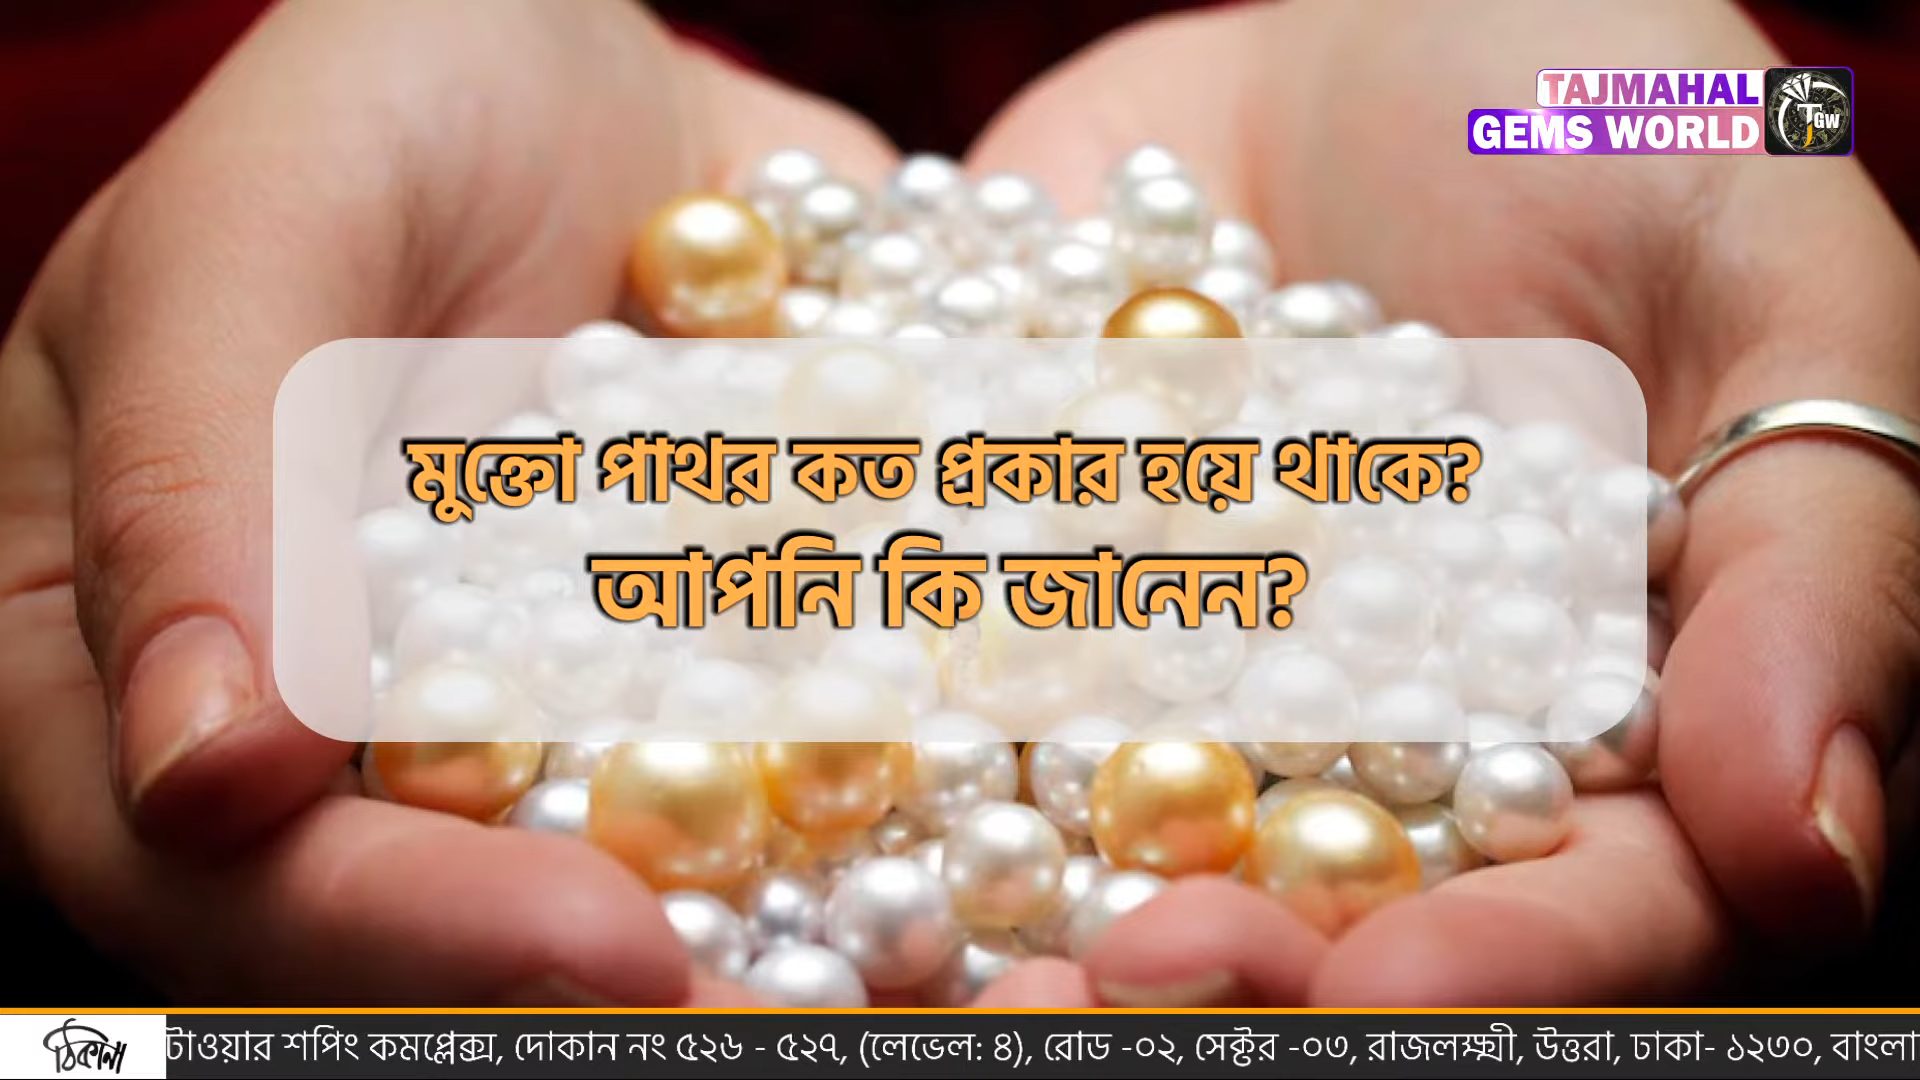 TAJMAHAL
GEMS WORLD
TGW
মুক্তো পাথর কত প্রকার হয়ে থাকে?
আপনি কি জানেন?
ঠিকানা
টাওয়ার শপিং কমপ্লেক্স, দোকান নং ৫২৬ - ৫২৭, (লেভেল: ৪), রোড -০২, সেক্টর -০৩, রাজলক্ষ্মী, উত্তরা, ঢাকা- ১২৩০, বাংলা